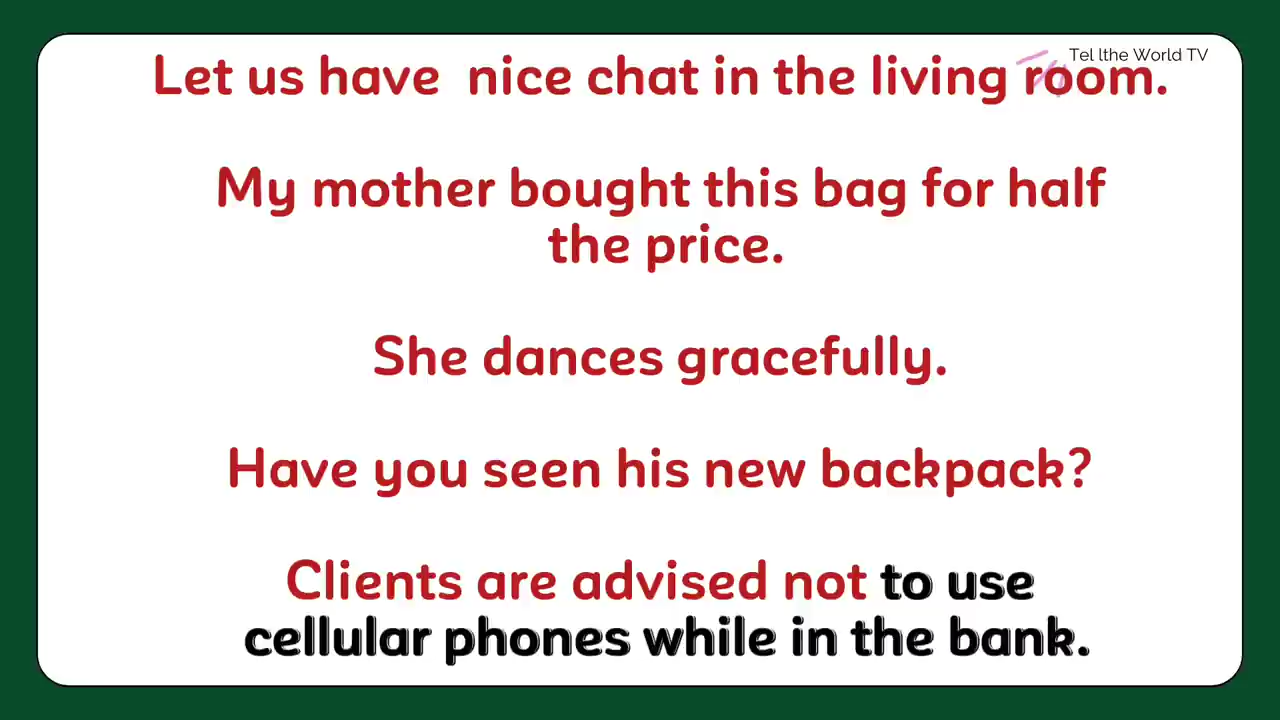 Tel lthe World TV
Let us have  nice chat in the living room.
My mother bought this bag for half
the price.
She dances gracefully.
Have you seen his new backpack?
Clients are advised not to use
cellular phones while in the bank.